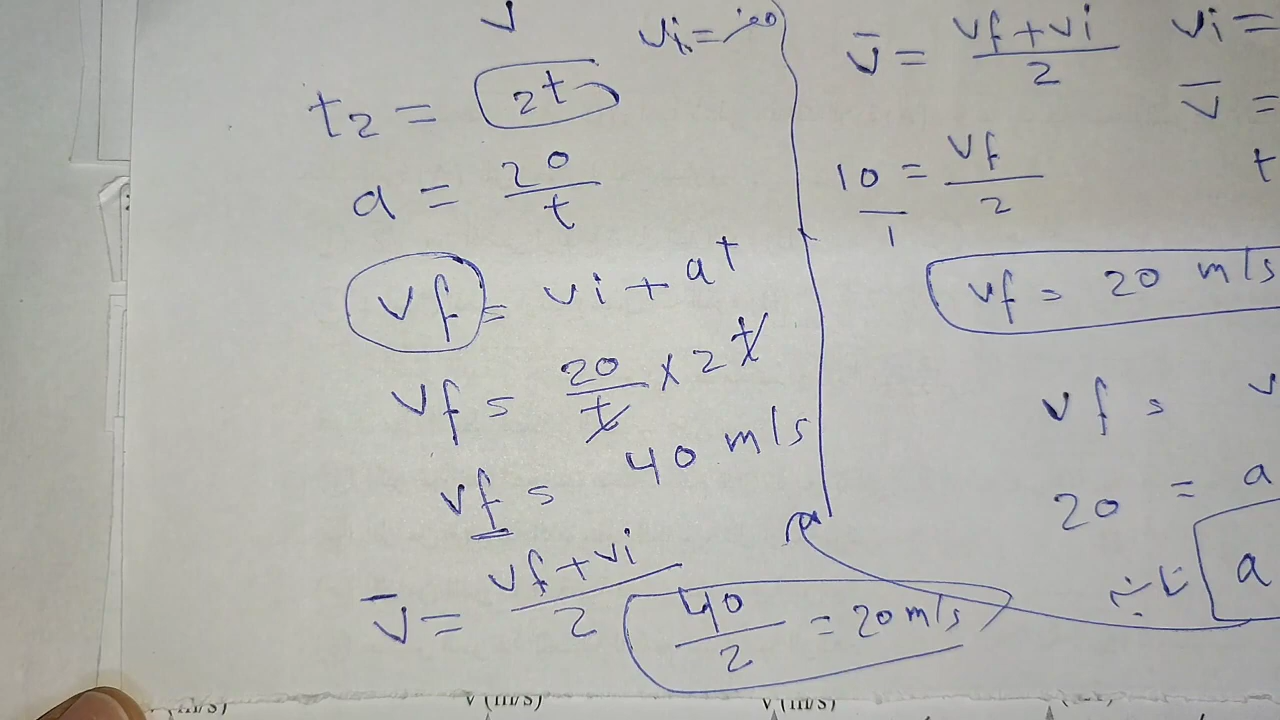 v̄ = (vf+vi)/2
vi =
v̄ =
t
10/1 = vf/2
vf = 20 m/s
vf =
20 = a
÷t
a
vi = صفر
t2 = 2t
a = 20/t
vf = vi + at
vf = 20/t × 2t
vf = 40 m/s
v̄ = (vf+vi)/2
40/2 = 20 m/s
v (m/s)
v (m/s)